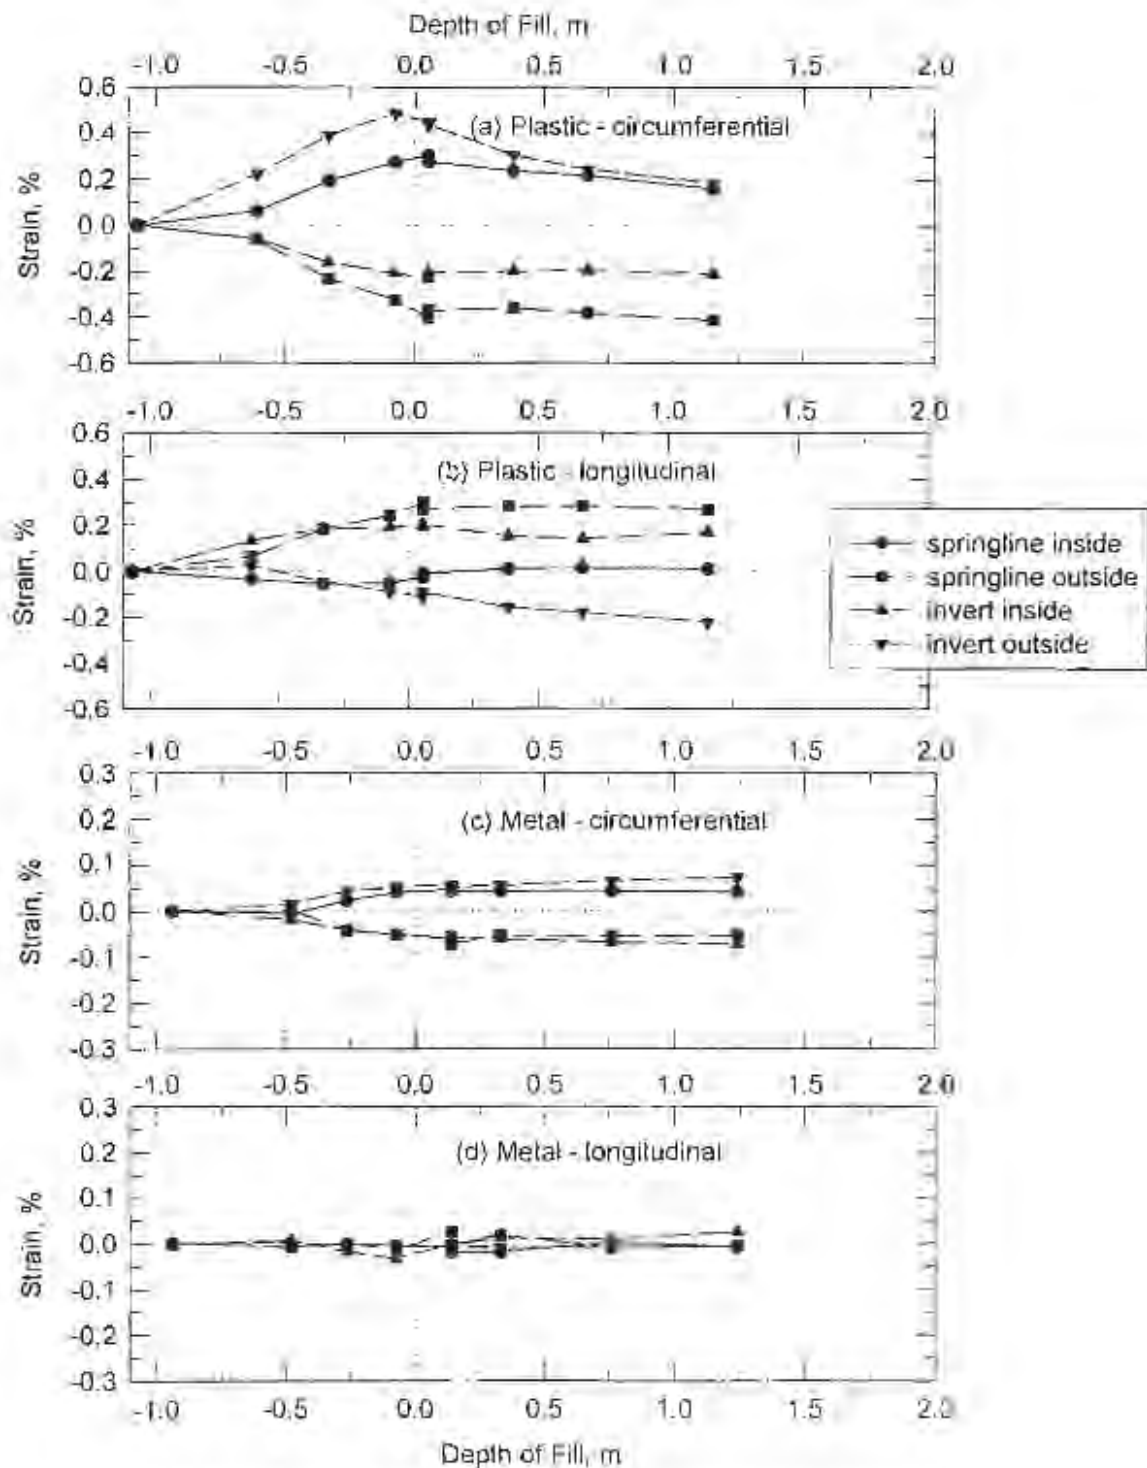 Depth of Fill, m
-1.0 -0.5 0.0 0.5 1.0 1.5 2.0
0.6
0.4
0.2
0.0
-0.2
-0.4
-0.6
Strain, %
(a) Plastic - circumferential
-1.0 -0.5 0.0 0.5 1.0 1.5 2.0
0.6
0.4
0.2
0.0
-0.2
-0.4
-0.6
Strain, %
(b) Plastic - longitudinal
springline inside
springline outside
invert inside
invert outside
-1.0 -0.5 0.0 0.5 1.0 1.5 2.0
0.3
0.2
0.1
0.0
-0.1
-0.2
-0.3
Strain, %
(c) Metal - circumferential
-1.0 -0.5 0.0 0.5 1.0 1.5 2.0
0.3
0.2
0.1
0.0
-0.1
-0.2
-0.3
Strain, %
(d) Metal - longitudinal
-1.0 -0.5 0.0 0.5 1.0 1.5 2.0
Depth of Fill, m